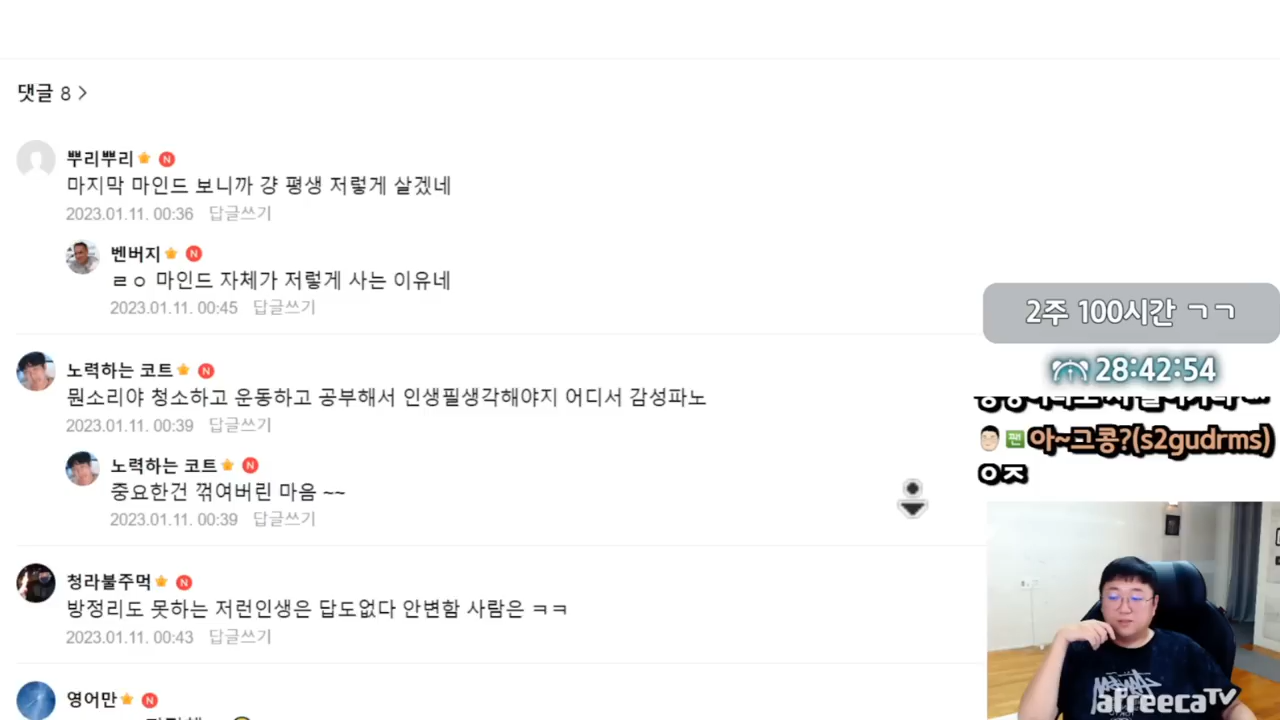 댓글 8 >
뿌리뿌리 N
마지막 마인드 보니까 걍 평생 저렇게 살겠네
2023.01.11. 00:36 답글쓰기
벤버지 N
ㄹㅇ 마인드 자체가 저렇게 사는 이유네
2023.01.11. 00:45 답글쓰기
노력하는 코트 N
뭔소리야 청소하고 운동하고 공부해서 인생필생각해야지 어디서 감성파노
2023.01.11. 00:39 답글쓰기
노력하는 코트 N
중요한건 꺾여버린 마음 ~~
2023.01.11. 00:39 답글쓰기
청라불주먹 N
방정리도 못하는 저런인생은 답도없다 안변함 사람은 ㅋㅋ
2023.01.11. 00:43 답글쓰기
영어만 N
2주 100시간 ㄱㄱ
28:42:54
팬 아~그콩?(s2gudrms)
ㅇㅈ
afreecaTV